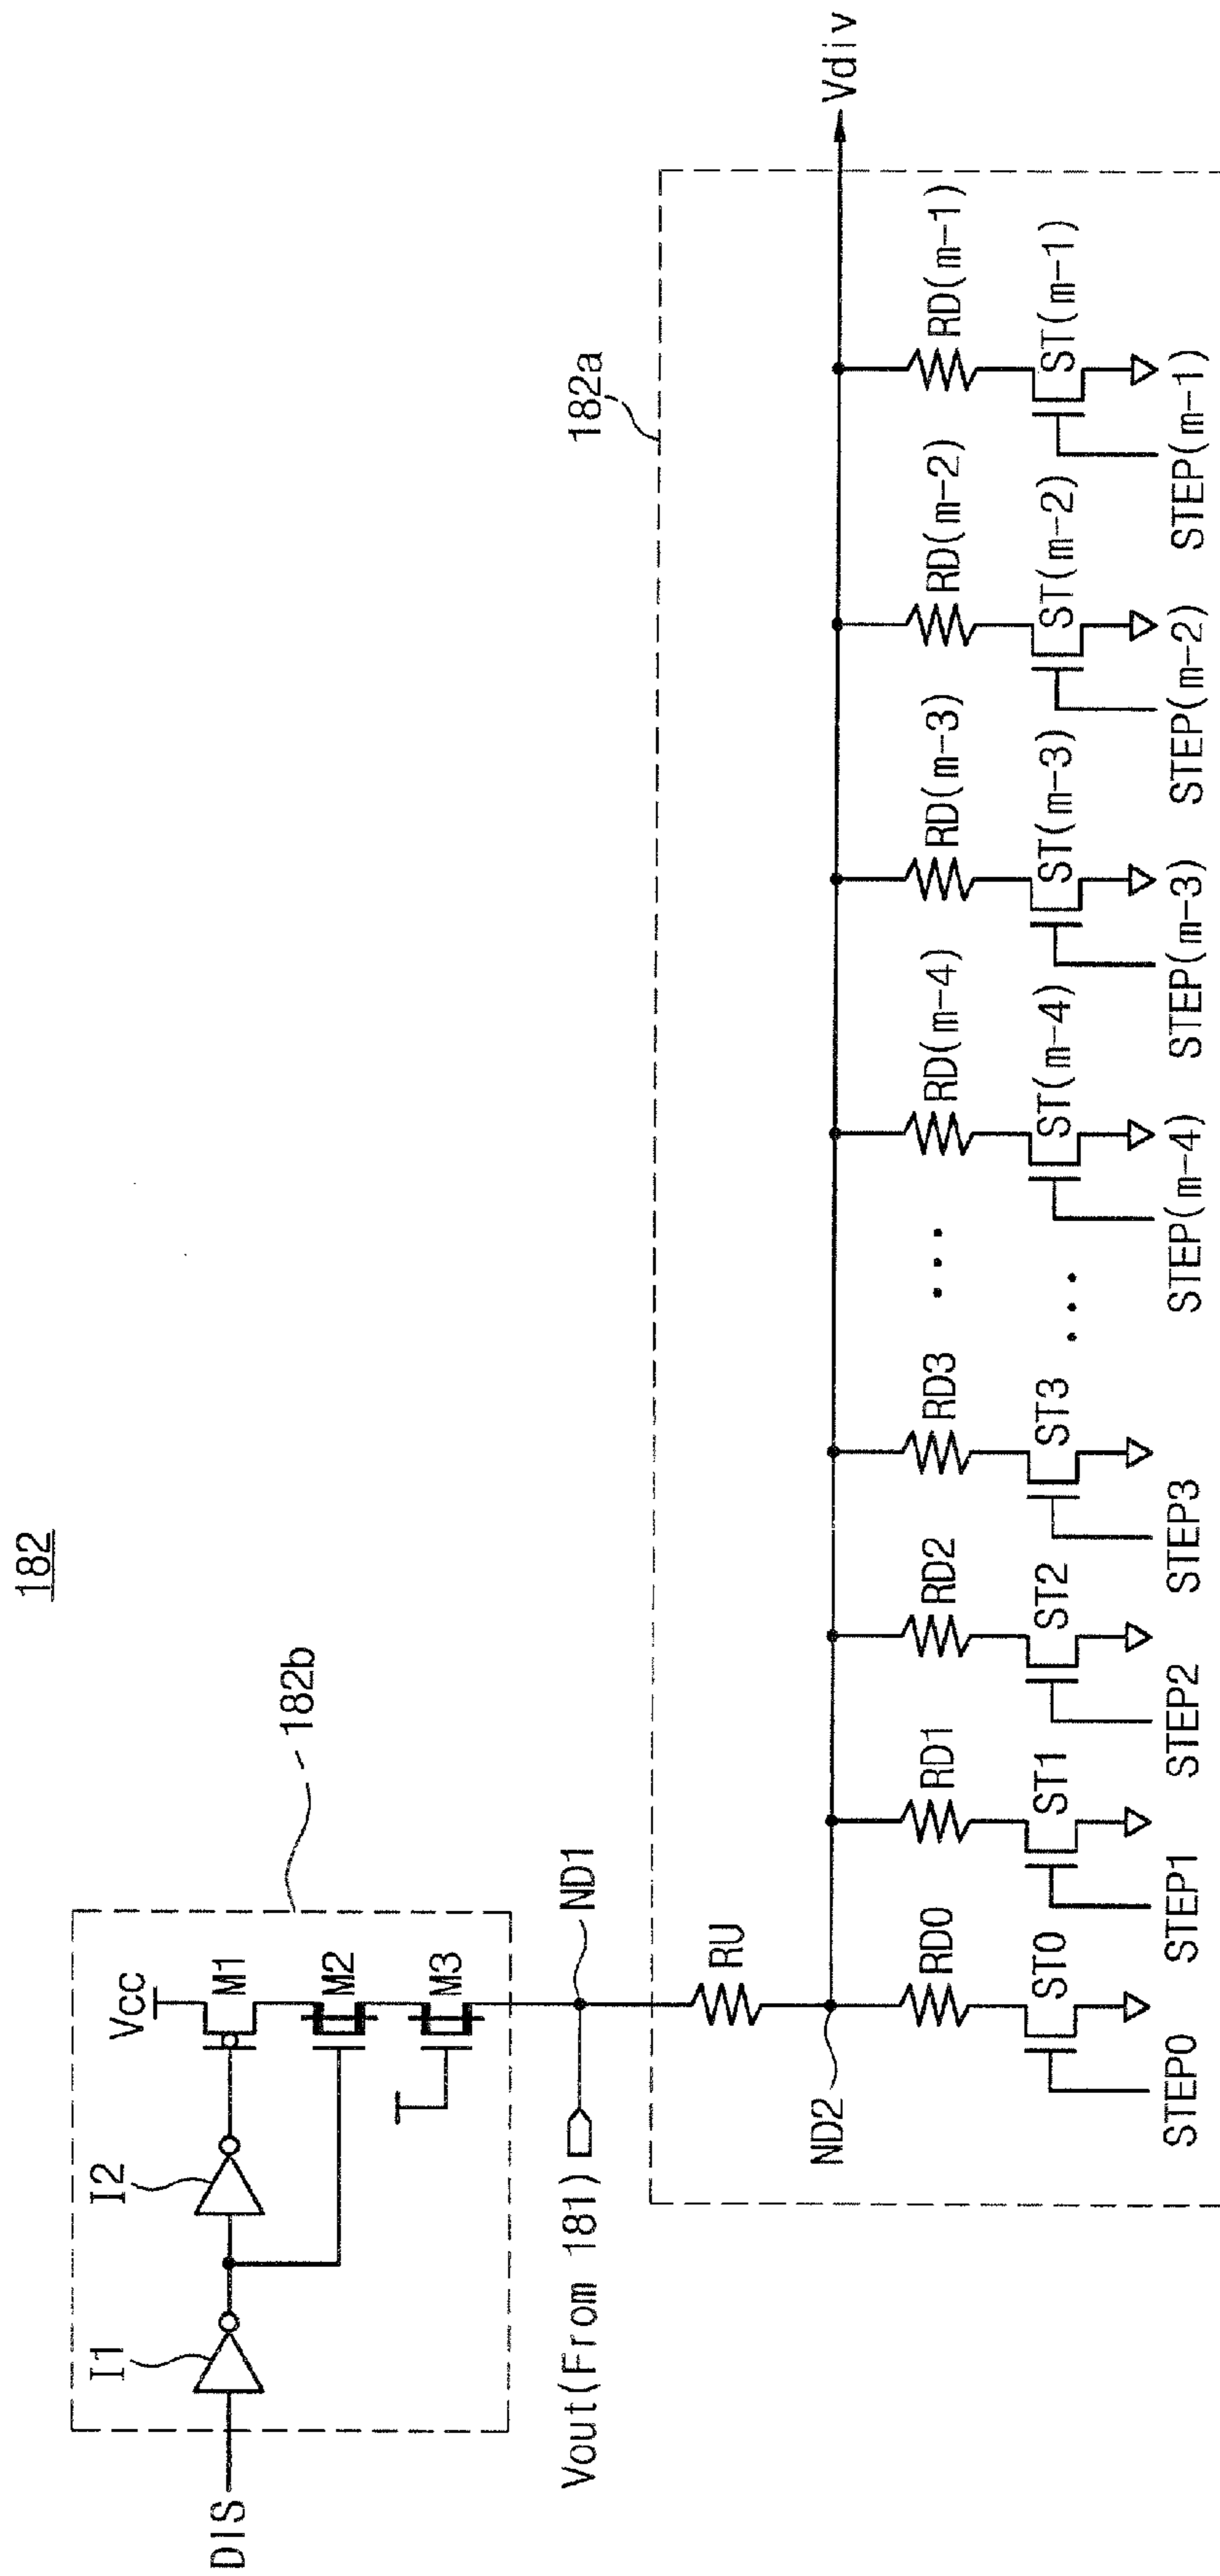 182
182b
Vcc
I1
I2
M1
M2
M3
DIS
Vout(From 181)
ND1
182a
RU
ND2
Vdiv
RD0
RD1
RD2
RD3
...
RD(m-4)
RD(m-3)
RD(m-2)
RD(m-1)
ST0
ST1
ST2
ST3
...
ST(m-4)
ST(m-3)
ST(m-2)
ST(m-1)
STEP0
STEP1
STEP2
STEP3
STEP(m-4)
STEP(m-3)
STEP(m-2)
STEP(m-1)